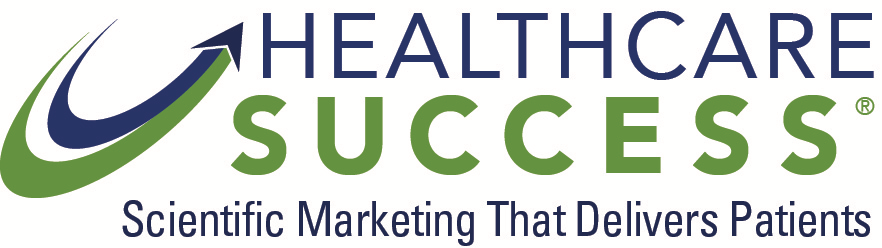 HEALTHCARE
SUCCESS®
Scientific Marketing That Delivers Patients